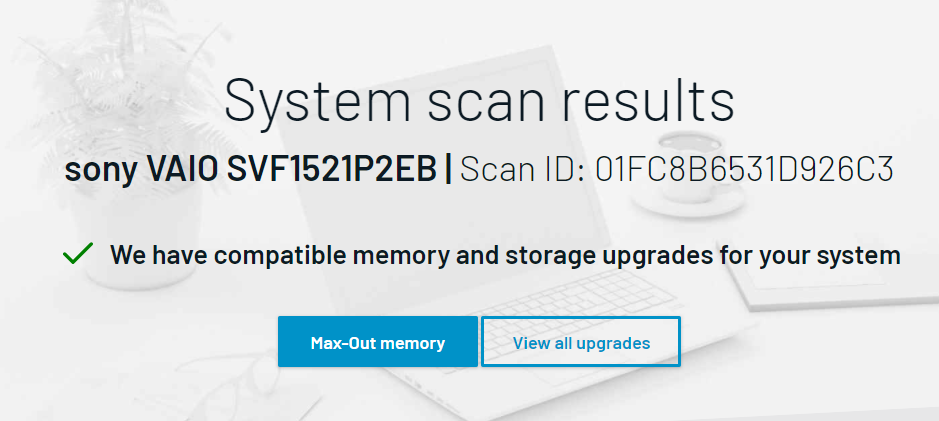 System scan results
sony VAIO SVF1521P2EB | Scan ID: 01FC8B6531D926C3
We have compatible memory and storage upgrades for your system
Max-Out memory View all upgrades